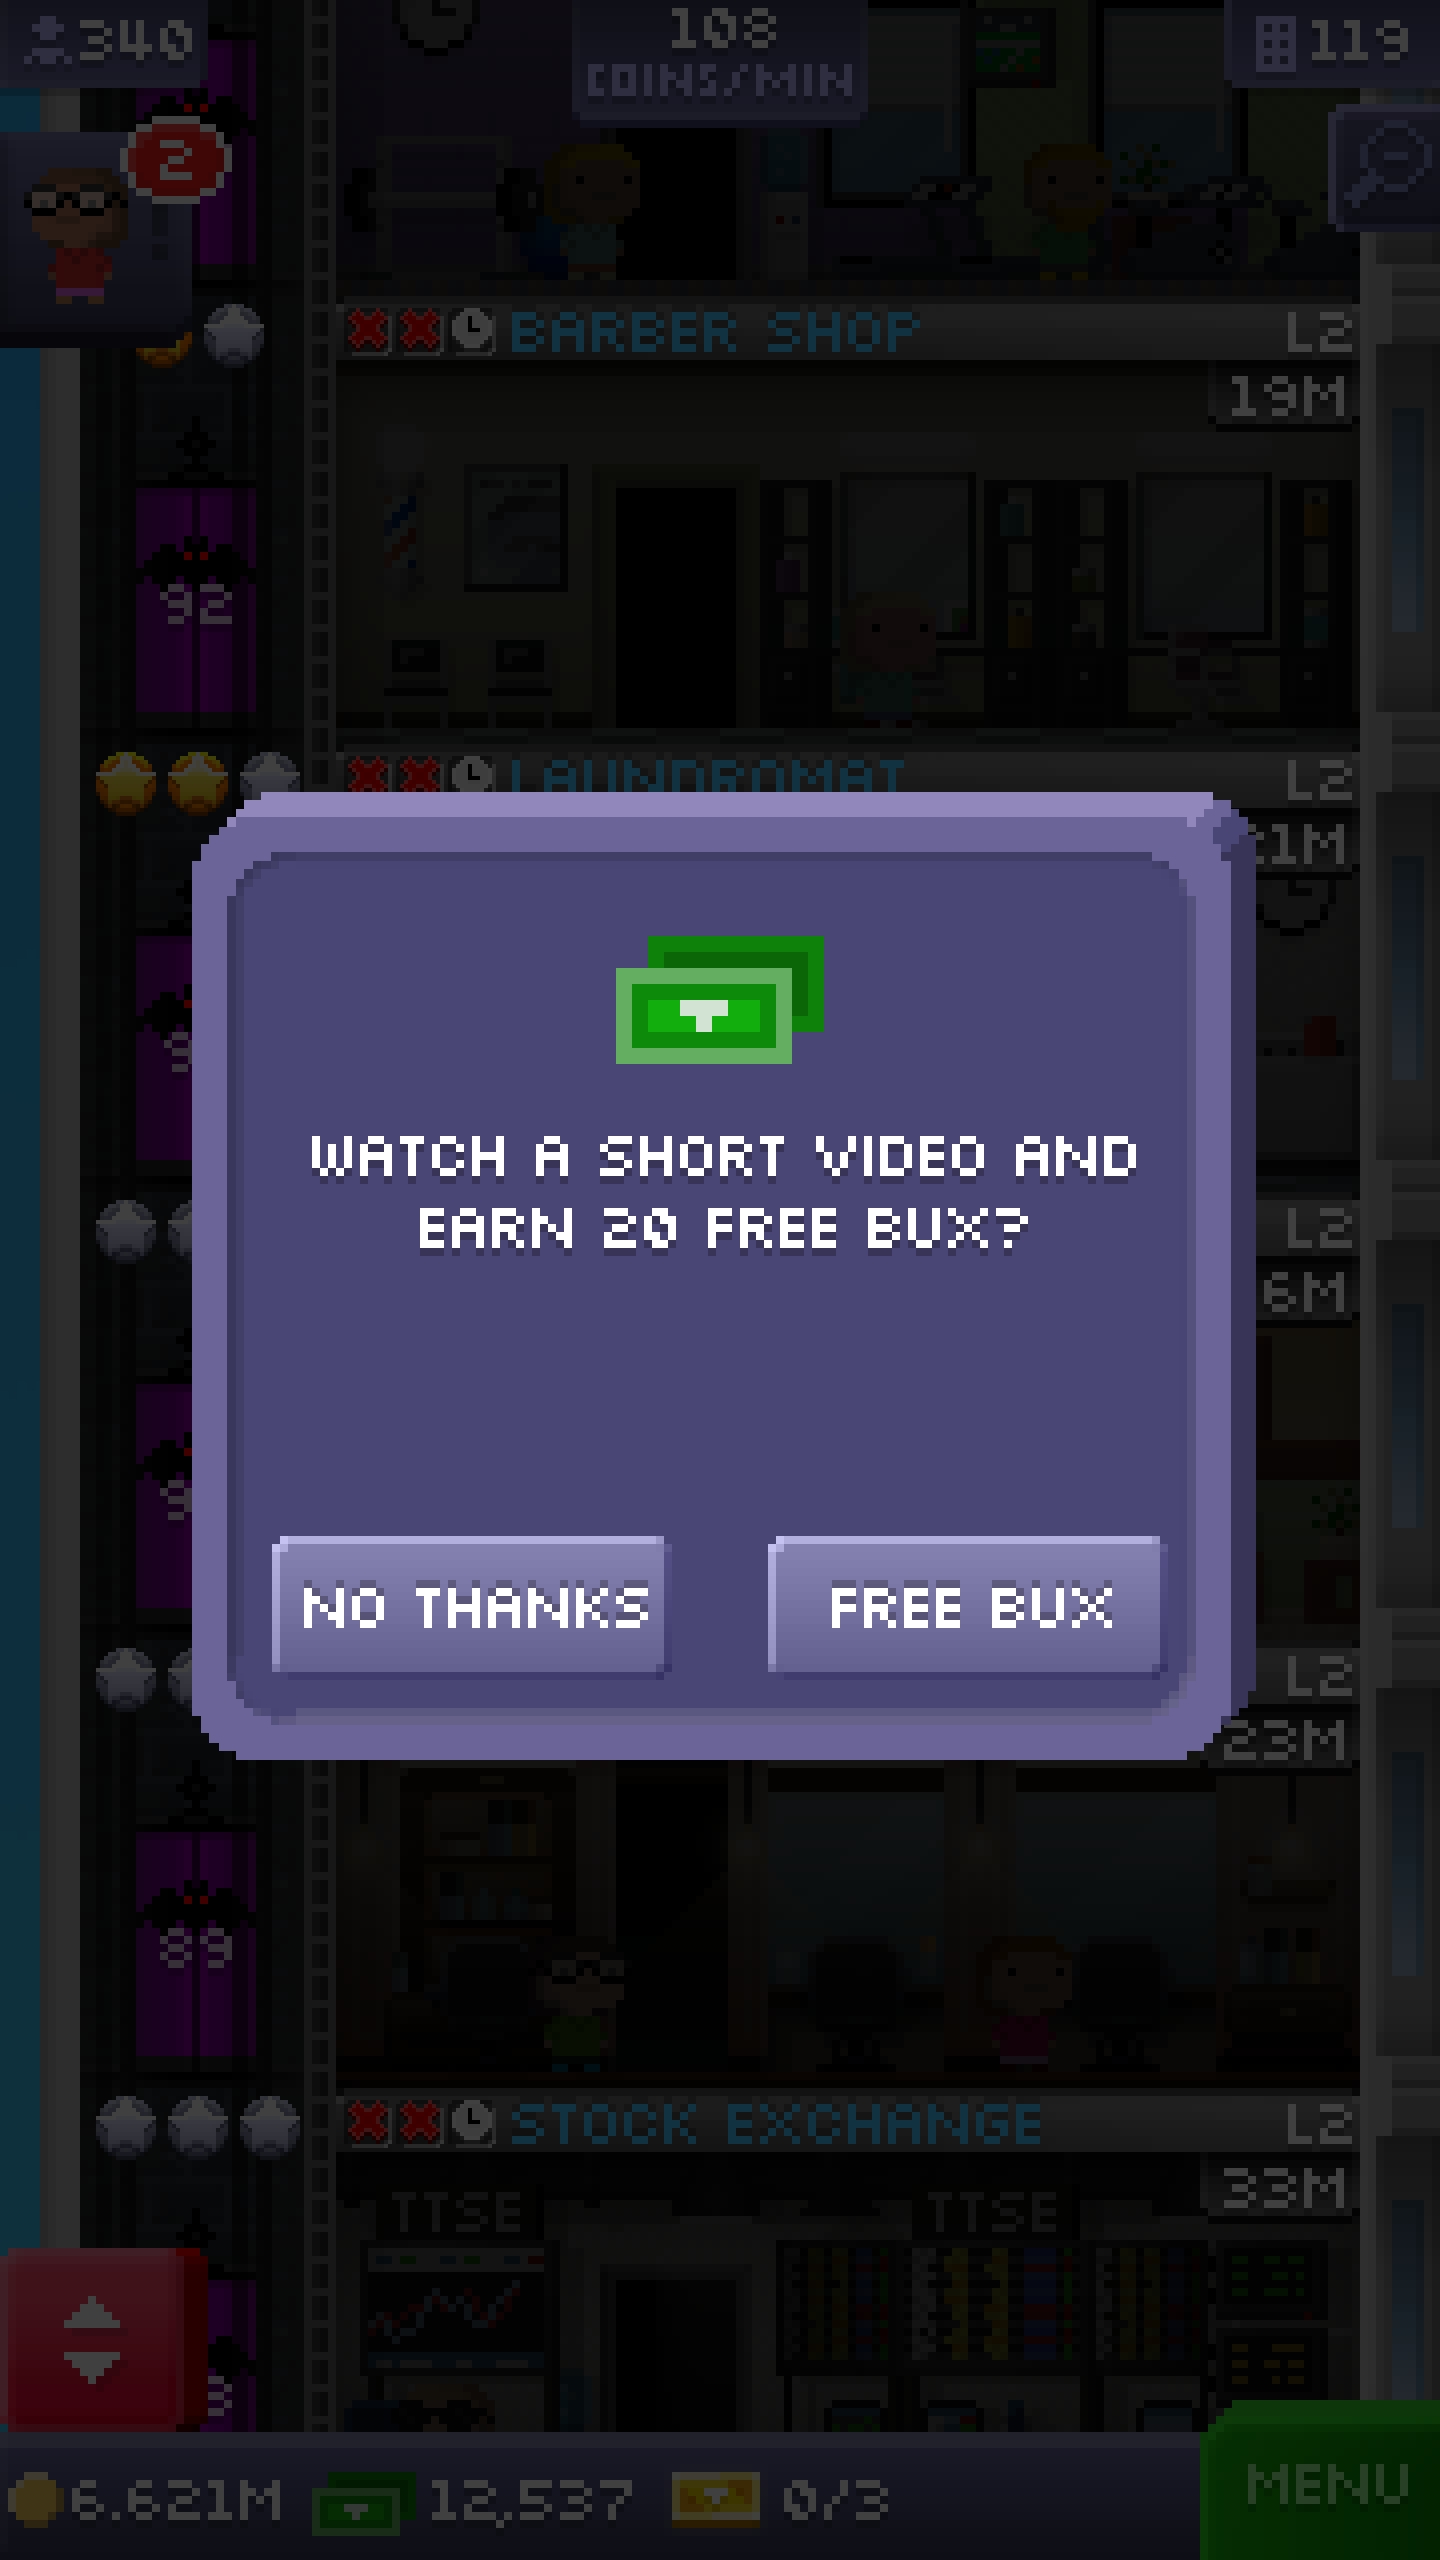 340
108
COINS/MIN
119
2
BARBER SHOP
L2
19M
92
LAUNDROMAT
L2
21M
9
WATCH A SHORT VIDEO AND
EARN 20 FREE BUX?
L2
6M
9
NO THANKS
FREE BUX
L2
23M
89
STOCK EXCHANGE
L2
33M
TTSE
TTSE
6.621M
12,537
0/3
MENU